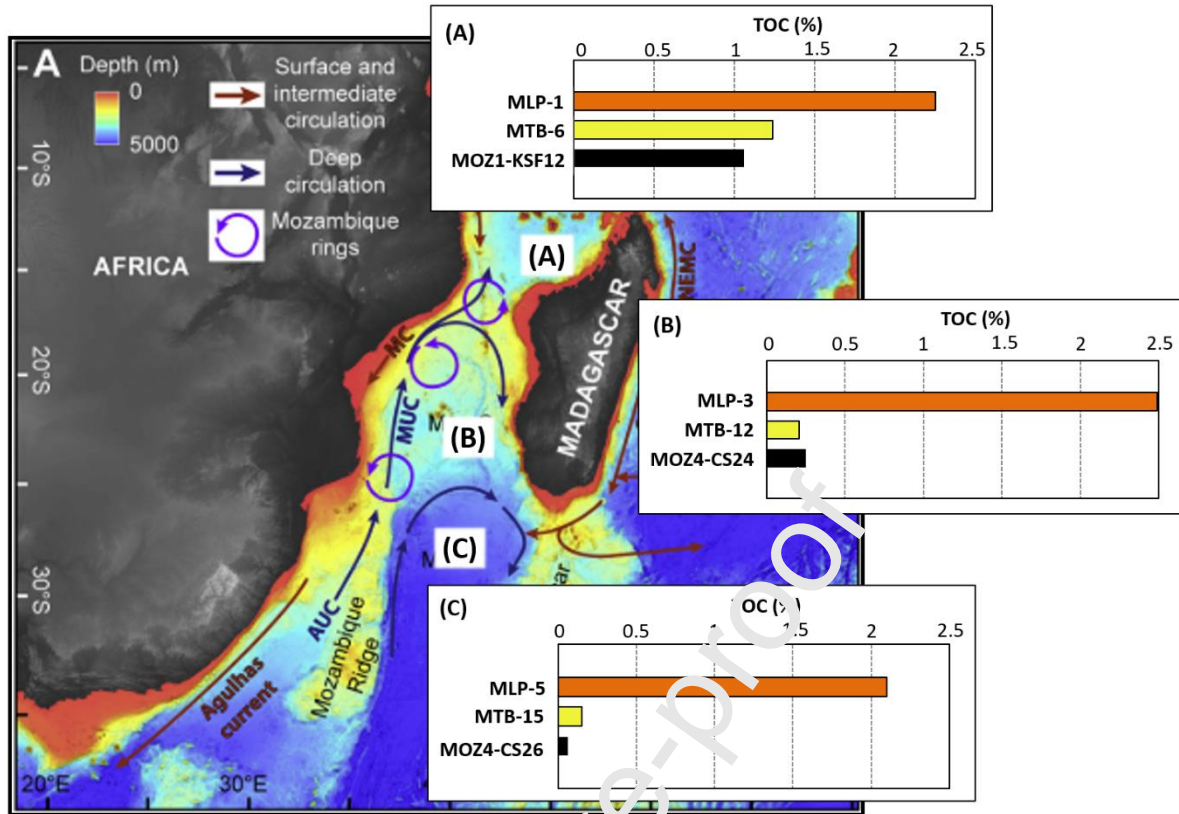 A
Depth (m)
0
5000
Surface and
intermediate
circulation
Deep
circulation
Mozambique
rings
10°S
20°S
30°S
20°E
30°E
AFRICA
MADAGASCAR
NEMC
MC
MUC
AUC
Agulhas
current
Mozambique
Ridge
(A)
(B)
(C)
(A)
TOC (%)
0 0.5 1 1.5 2 2.5
MLP-1
MTB-6
MOZ1-KSF12
(B)
TOC (%)
0 0.5 1 1.5 2 2.5
MLP-3
MTB-12
MOZ4-CS24
(C)
TOC (%)
0 0.5 1 1.5 2 2.5
MLP-5
MTB-15
MOZ4-CS26
e-proof